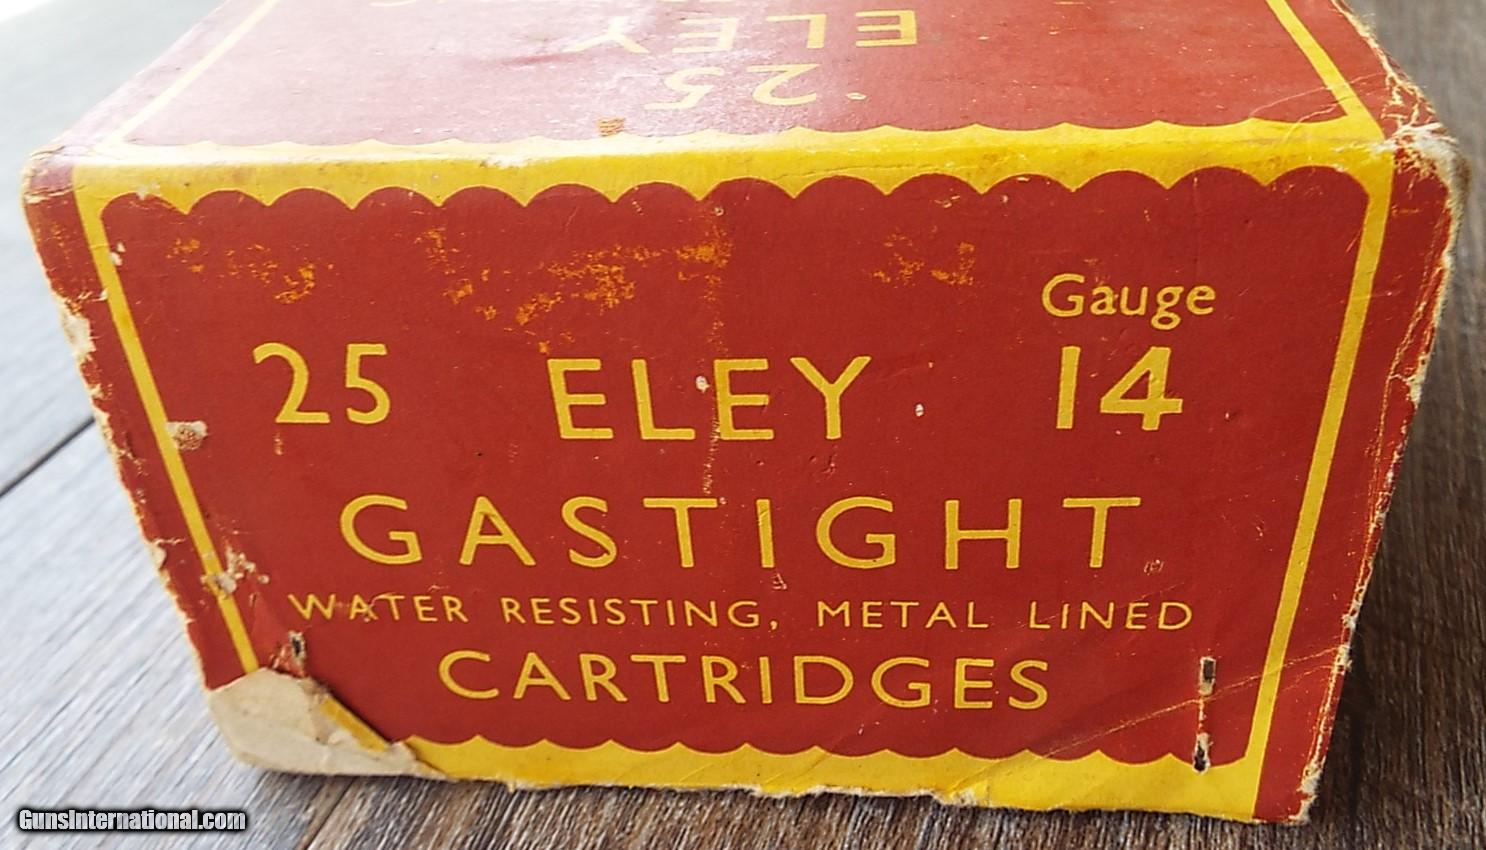 ELEY
25
Gauge
25 ELEY 14
GASTIGHT
WATER RESISTING, METAL LINED
CARTRIDGES
GunsInternational.com